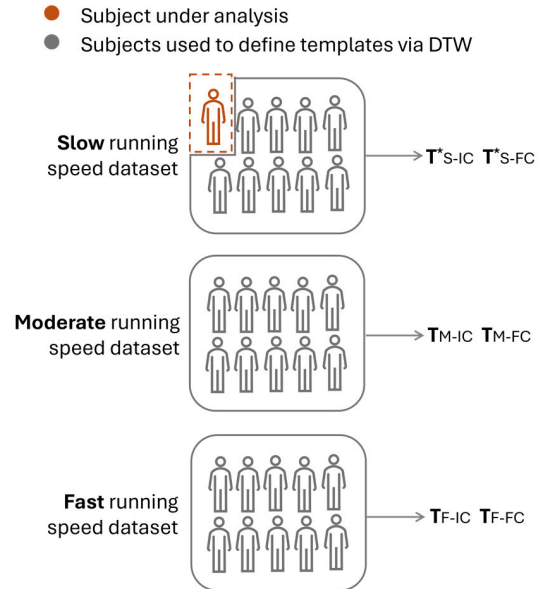 Subject under analysis
Subjects used to define templates via DTW
Slow running
speed dataset
T*S-IC T*S-FC
Moderate running
speed dataset
TM-IC TM-FC
Fast running
speed dataset
TF-IC TF-FC